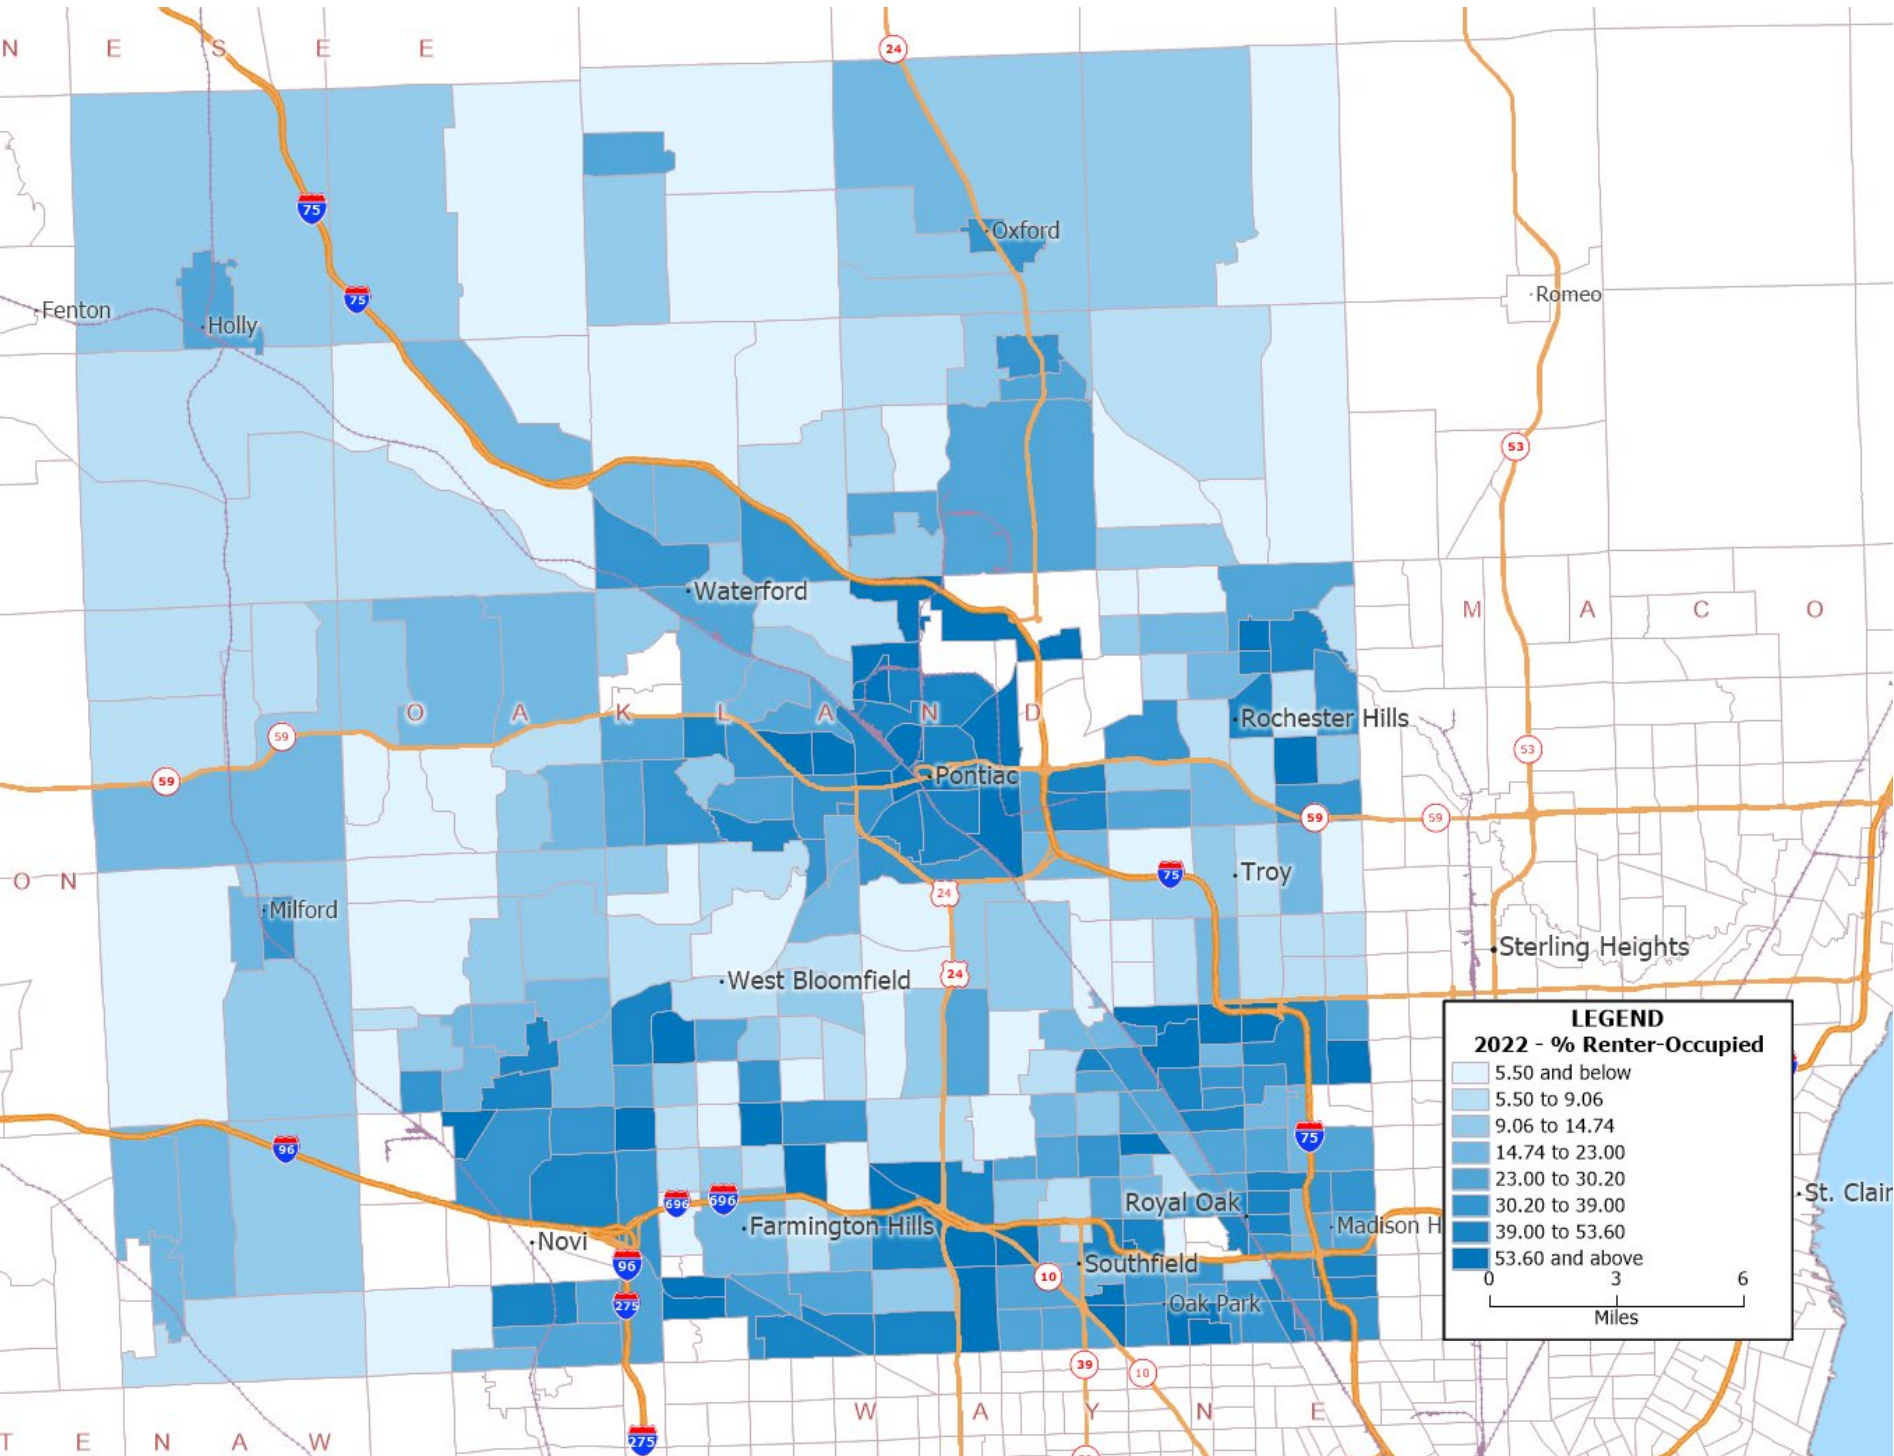 N E S E E
24
75
Oxford
75
Romeo
Fenton
Holly
53
Waterford
M A C O
O A K L A N D
Rochester Hills
59
53
59
Pontiac
59
59
75
Troy
O N
24
Milford
Sterling Heights
24
West Bloomfield
LEGEND
2022 - % Renter-Occupied
5.50 and below
5.50 to 9.06
9.06 to 14.74
14.74 to 23.00
23.00 to 30.20
30.20 to 39.00
39.00 to 53.60
53.60 and above
0 3 6
Miles
75
96
St. Clair
696
696
Royal Oak
Farmington Hills
Madison H
Novi
96
Southfield
10
275
Oak Park
39
10
W A Y N E
275
T E N A W